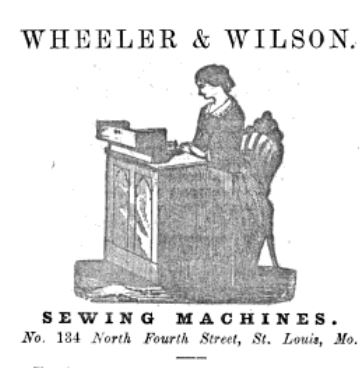 WHEELER & WILSON.
SEWING MACHINES.
No. 134 North Fourth Street, St. Louis, Mo.